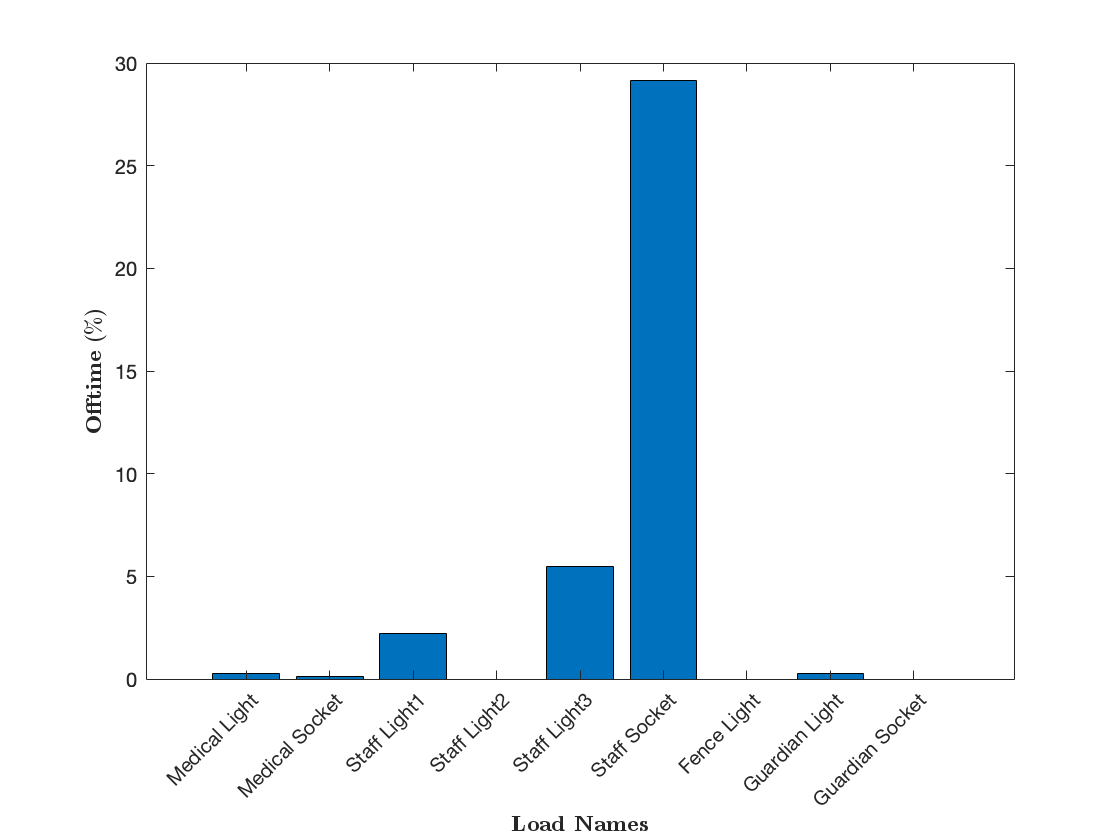 30
25
20
15
10
5
0
Offtime (%)
Medical Light
Medical Socket
Staff Light1
Staff Light2
Staff Light3
Staff Socket
Fence Light
Guardian Light
Guardian Socket
Load Names